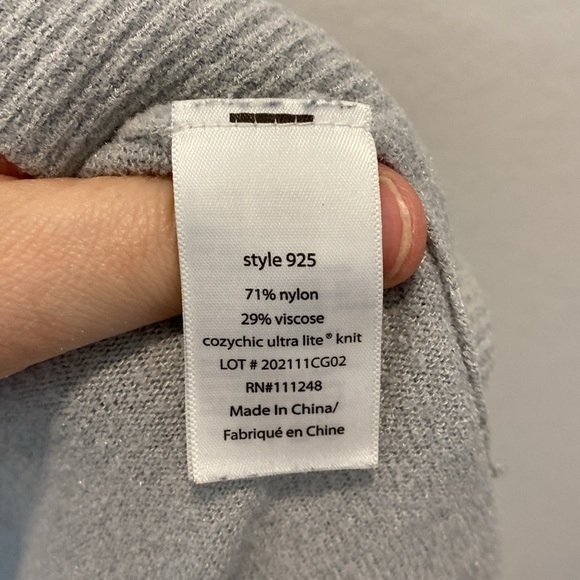 style 925
71% nylon
29% viscose
cozychic ultra lite® knit
LOT # 202111CG02
RN#111248
Made In China/
Fabriqué en Chine